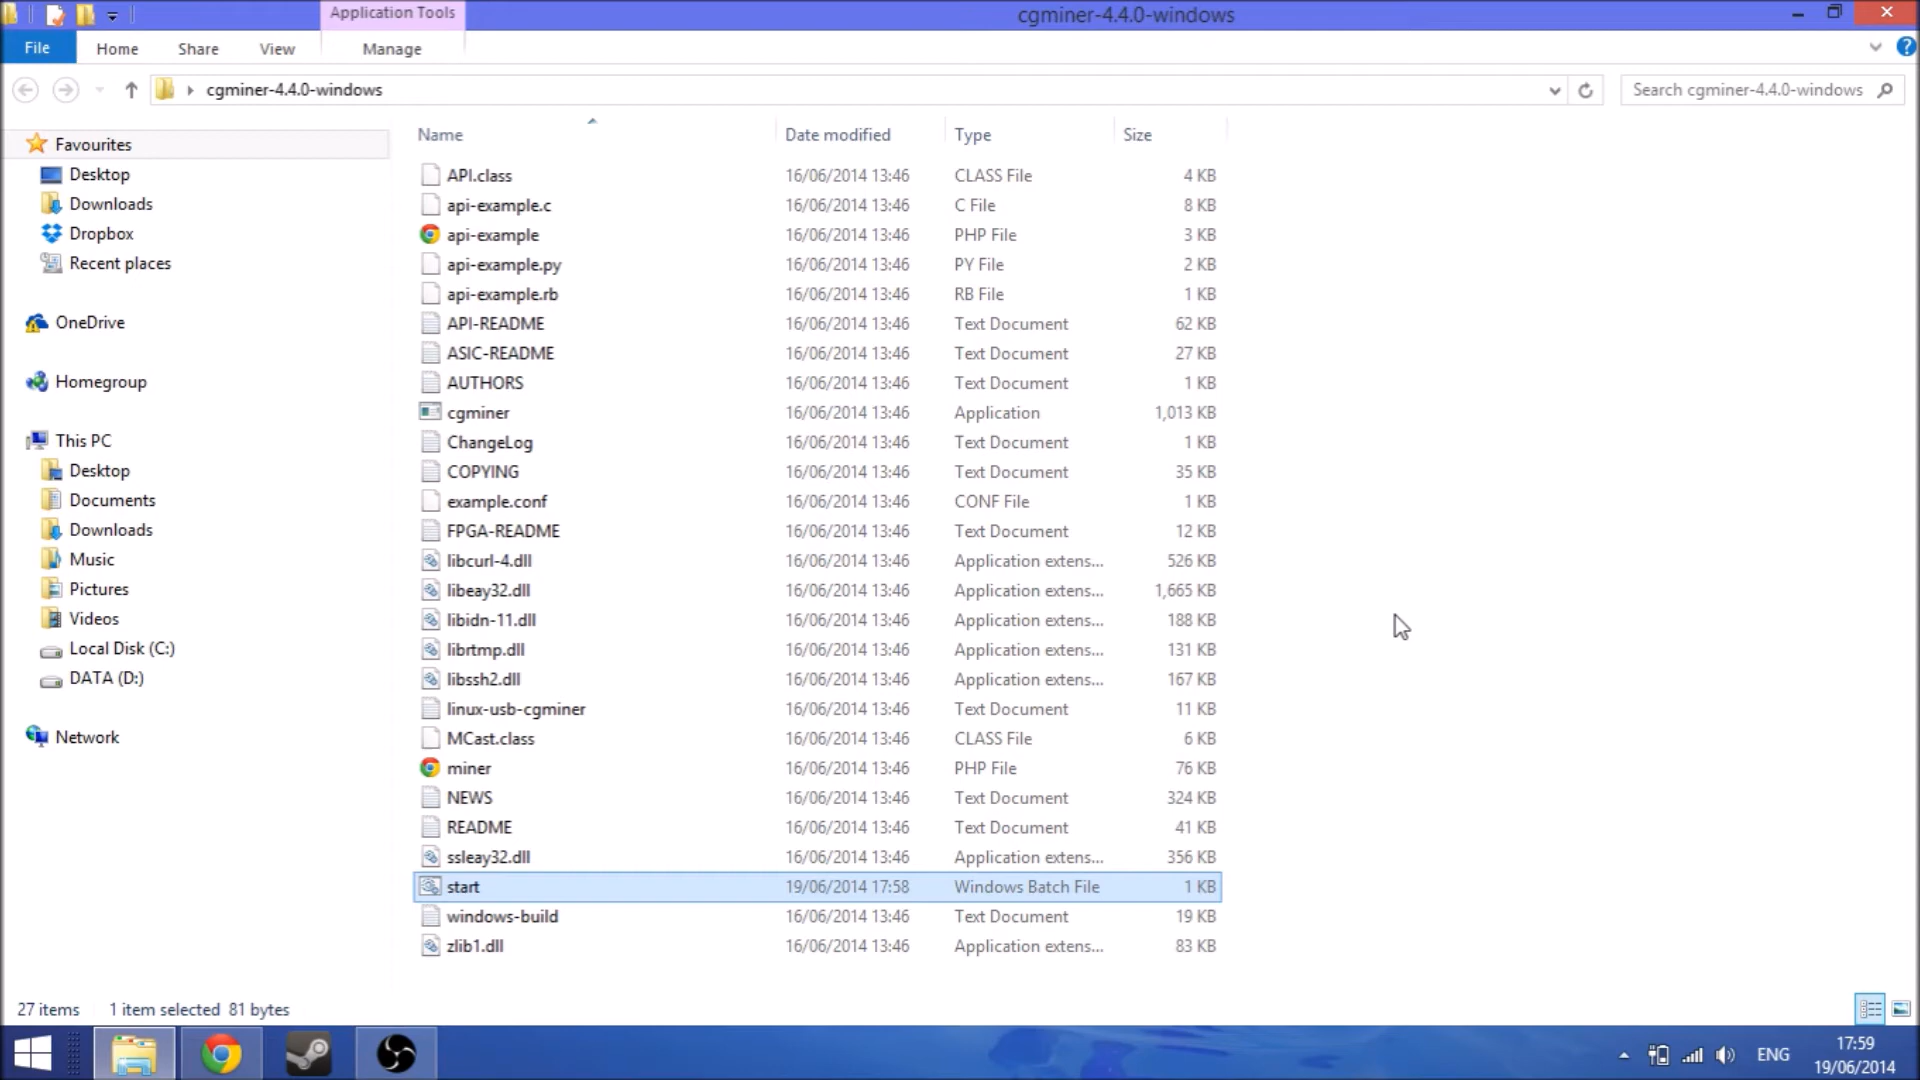 Application Tools
cgminer-4.4.0-windows
File Home Share View Manage
cgminer-4.4.0-windows
Search cgminer-4.4.0-windows
Favourites
Desktop
Downloads
Dropbox
Recent places
OneDrive
Homegroup
This PC
Desktop
Documents
Downloads
Music
Pictures
Videos
Local Disk (C:)
DATA (D:)
Network
Name Date modified Type Size
API.class 16/06/2014 13:46 CLASS File 4 KB
api-example.c 16/06/2014 13:46 C File 8 KB
api-example 16/06/2014 13:46 PHP File 3 KB
api-example.py 16/06/2014 13:46 PY File 2 KB
api-example.rb 16/06/2014 13:46 RB File 1 KB
API-README 16/06/2014 13:46 Text Document 62 KB
ASIC-README 16/06/2014 13:46 Text Document 27 KB
AUTHORS 16/06/2014 13:46 Text Document 1 KB
cgminer 16/06/2014 13:46 Application 1,013 KB
ChangeLog 16/06/2014 13:46 Text Document 1 KB
COPYING 16/06/2014 13:46 Text Document 35 KB
example.conf 16/06/2014 13:46 CONF File 1 KB
FPGA-README 16/06/2014 13:46 Text Document 12 KB
libcurl-4.dll 16/06/2014 13:46 Application extens... 526 KB
libeay32.dll 16/06/2014 13:46 Application extens... 1,665 KB
libidn-11.dll 16/06/2014 13:46 Application extens... 188 KB
librtmp.dll 16/06/2014 13:46 Application extens... 131 KB
libssh2.dll 16/06/2014 13:46 Application extens... 167 KB
linux-usb-cgminer 16/06/2014 13:46 Text Document 11 KB
MCast.class 16/06/2014 13:46 CLASS File 6 KB
miner 16/06/2014 13:46 PHP File 76 KB
NEWS 16/06/2014 13:46 Text Document 324 KB
README 16/06/2014 13:46 Text Document 41 KB
ssleay32.dll 16/06/2014 13:46 Application extens... 356 KB
start 19/06/2014 17:58 Windows Batch File 1 KB
windows-build 16/06/2014 13:46 Text Document 19 KB
zlib1.dll 16/06/2014 13:46 Application extens... 83 KB
27 items 1 item selected 81 bytes
ENG
17:59
19/06/2014